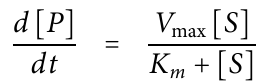 d [P] / dt = V_max [S] / K_m + [S]